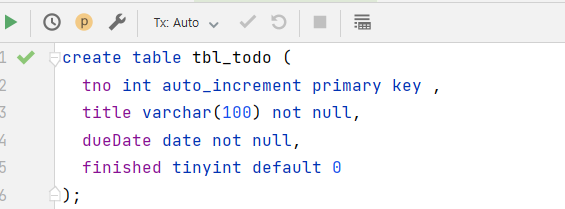 p Tx: Auto
1 create table tbl_todo (
2 tno int auto_increment primary key ,
3 title varchar(100) not null,
4 dueDate date not null,
5 finished tinyint default 0
6 );